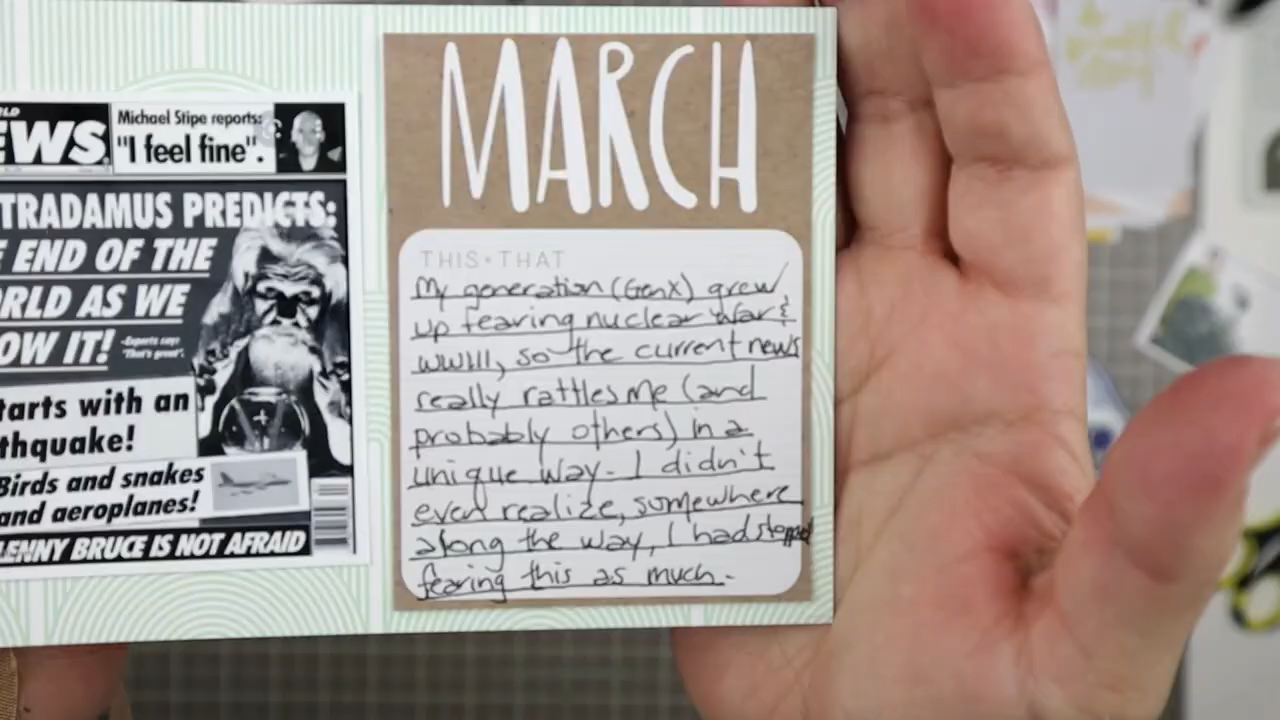 RLD
EWS
Michael Stipe reports:
"I feel fine".
TRADAMUS PREDICTS:
E END OF THE
RLD AS WE
OW IT!
-Experts say:
"That's great".
tarts with an
thquake!
Birds and snakes
and aeroplanes!
LENNY BRUCE IS NOT AFRAID
MARCH
THIS·THAT
My generation (GenX) grew
up fearing nuclear war &
WWIII, so the current news
really rattles me (and
probably others) in a
unique way. I didn't
even realize, somewhere
along the way, I had stopped
fearing this as much.